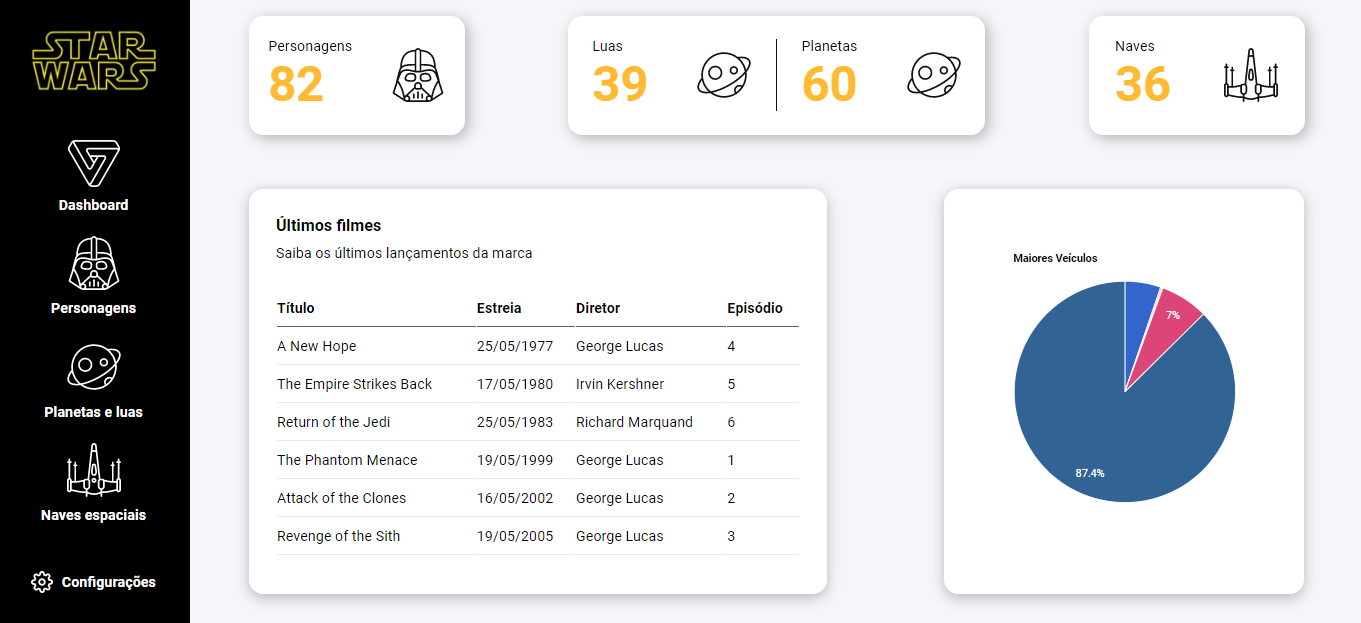 STAR
WARS
Dashboard
Personagens
Planetas e luas
Naves espaciais
Configurações
Personagens
82
Luas
39
Planetas
60
Naves
36
Últimos filmes
Saiba os últimos lançamentos da marca
Título Estreia Diretor Episódio
A New Hope 25/05/1977 George Lucas 4
The Empire Strikes Back 17/05/1980 Irvin Kershner 5
Return of the Jedi 25/05/1983 Richard Marquand 6
The Phantom Menace 19/05/1999 George Lucas 1
Attack of the Clones 16/05/2002 George Lucas 2
Revenge of the Sith 19/05/2005 George Lucas 3
Maiores Veículos
7%
87.4%